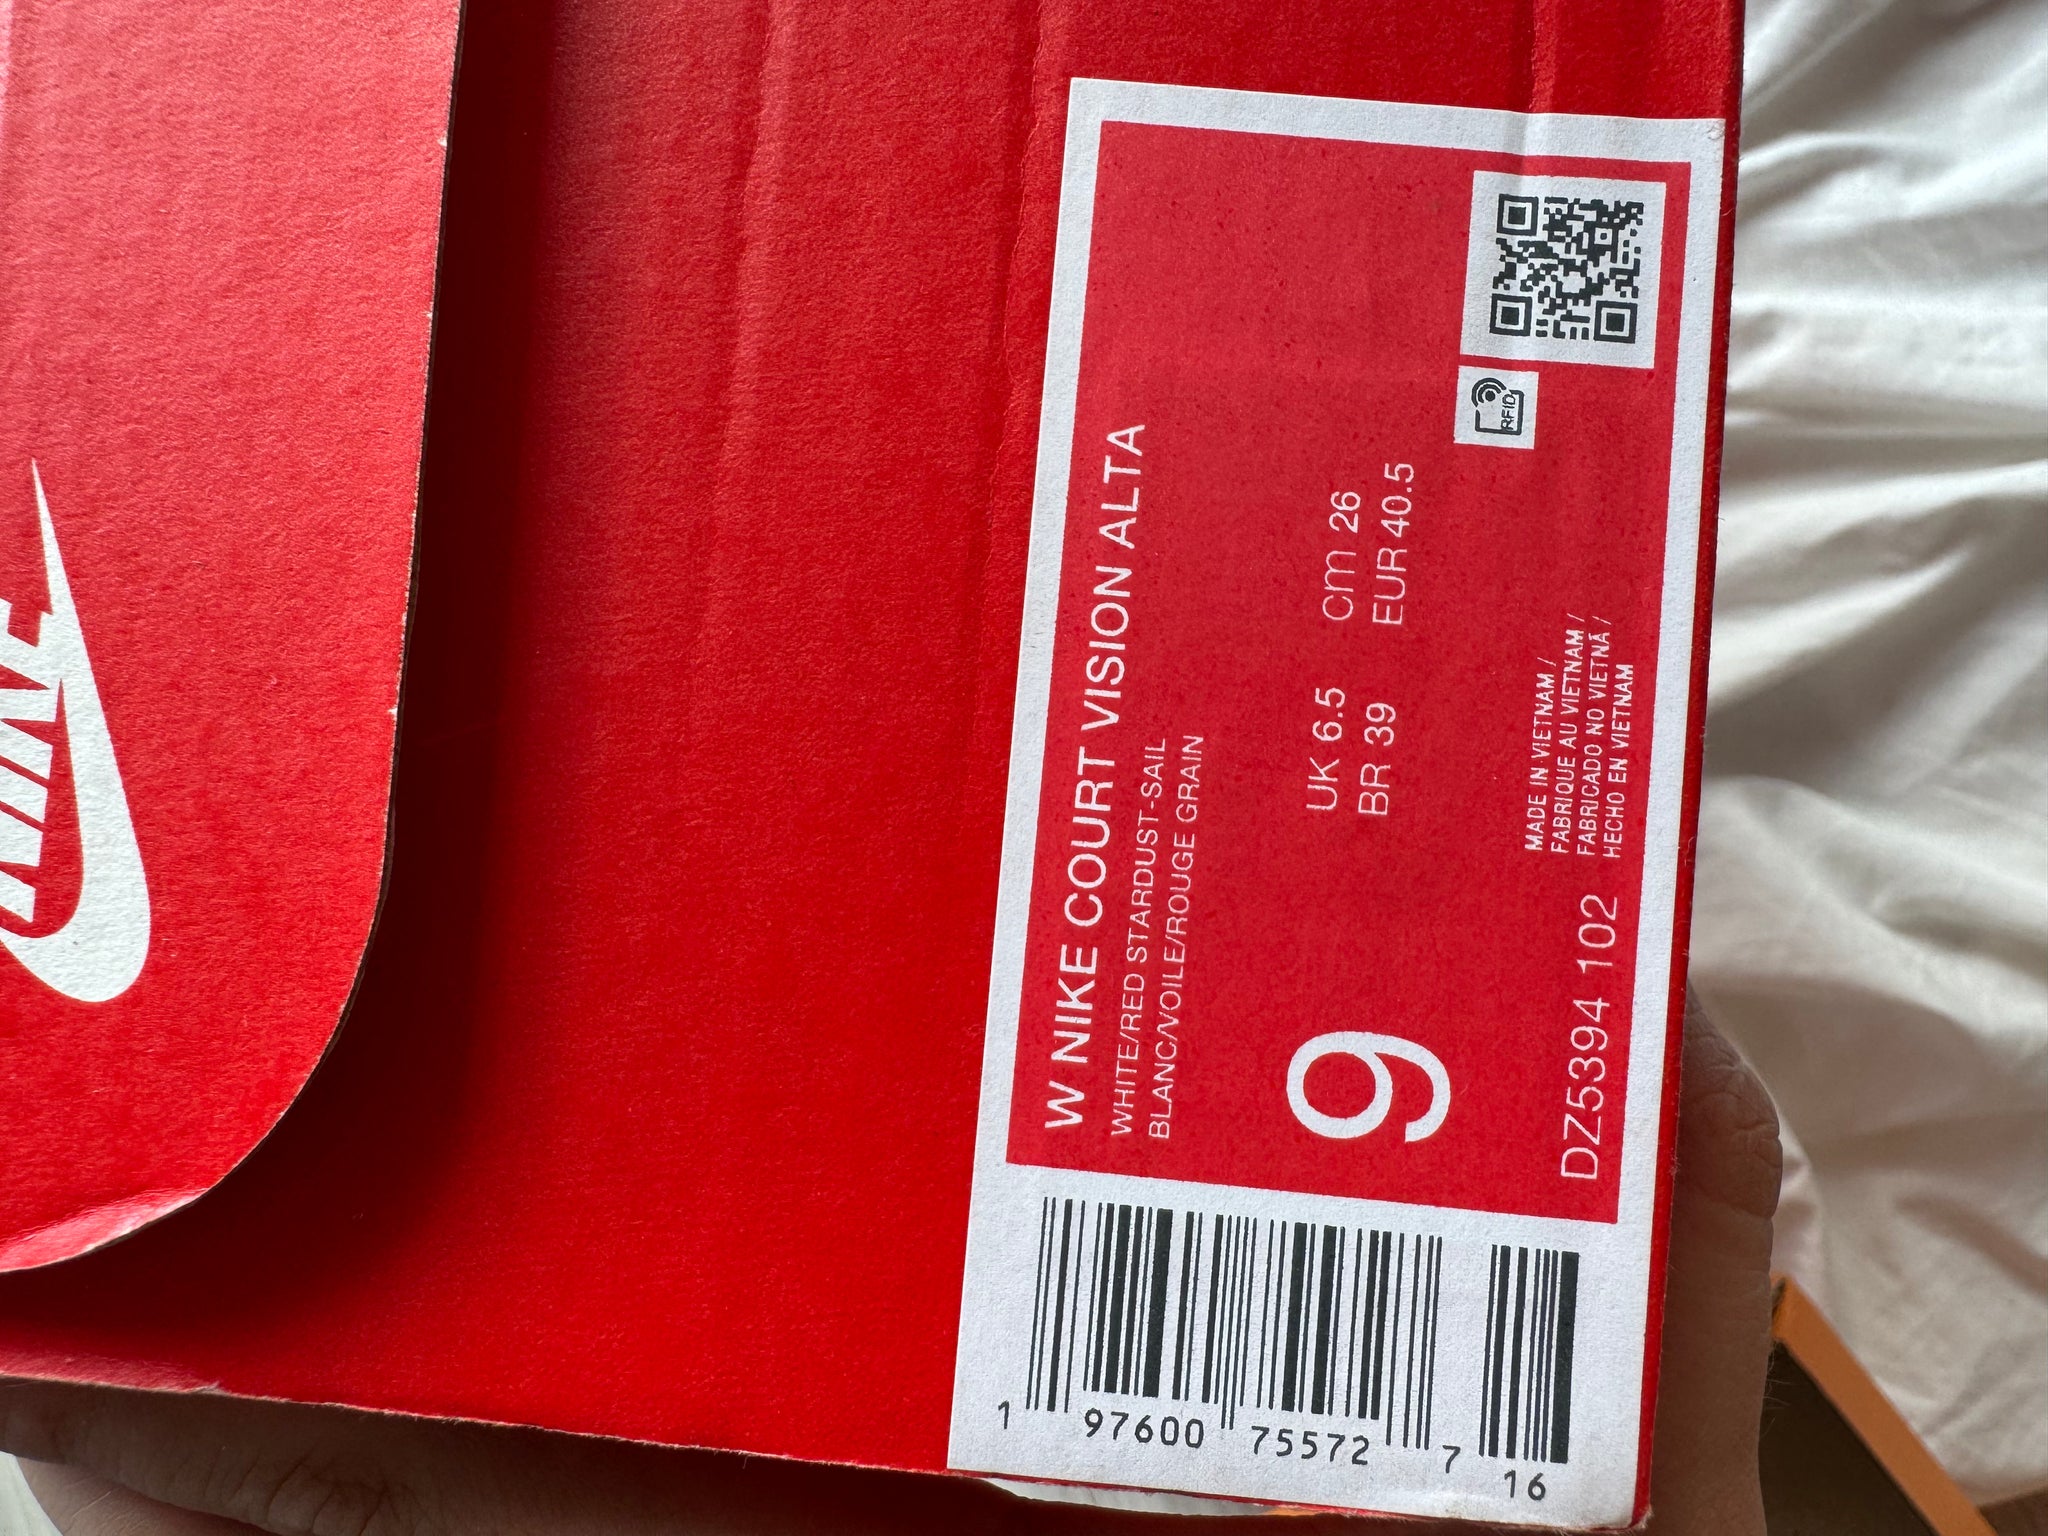 NIKE
W NIKE COURT VISION ALTA
WHITE/RED STARDUST-SAIL
BLANC/VOILE/ROUGE GRAIN
9
UK 6.5 cm 26
BR 39 EUR 40.5
RFID
MADE IN VIETNAM /
FABRIQUE AU VIETNAM /
FABRICADO NO VIETNÃ /
HECHO EN VIETNAM
DZ5394 102
1 97600 75572 7 16